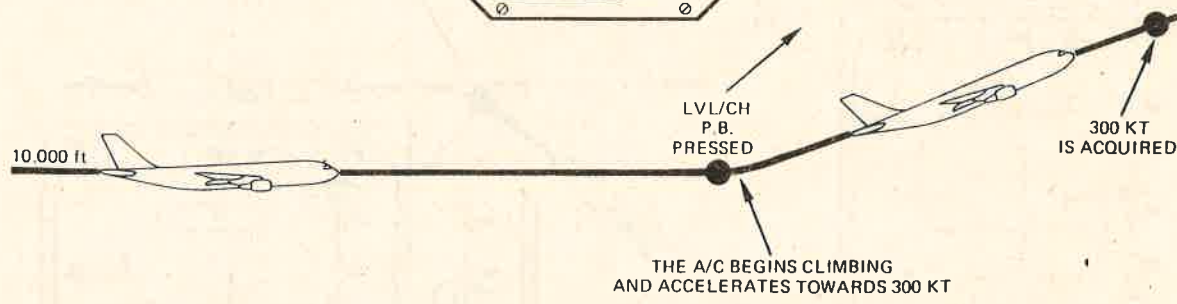 LVL/CH
P.B.
PRESSED
300 KT
IS ACQUIRED
10,000 ft
THE A/C BEGINS CLIMBING
AND ACCELERATES TOWARDS 300 KT